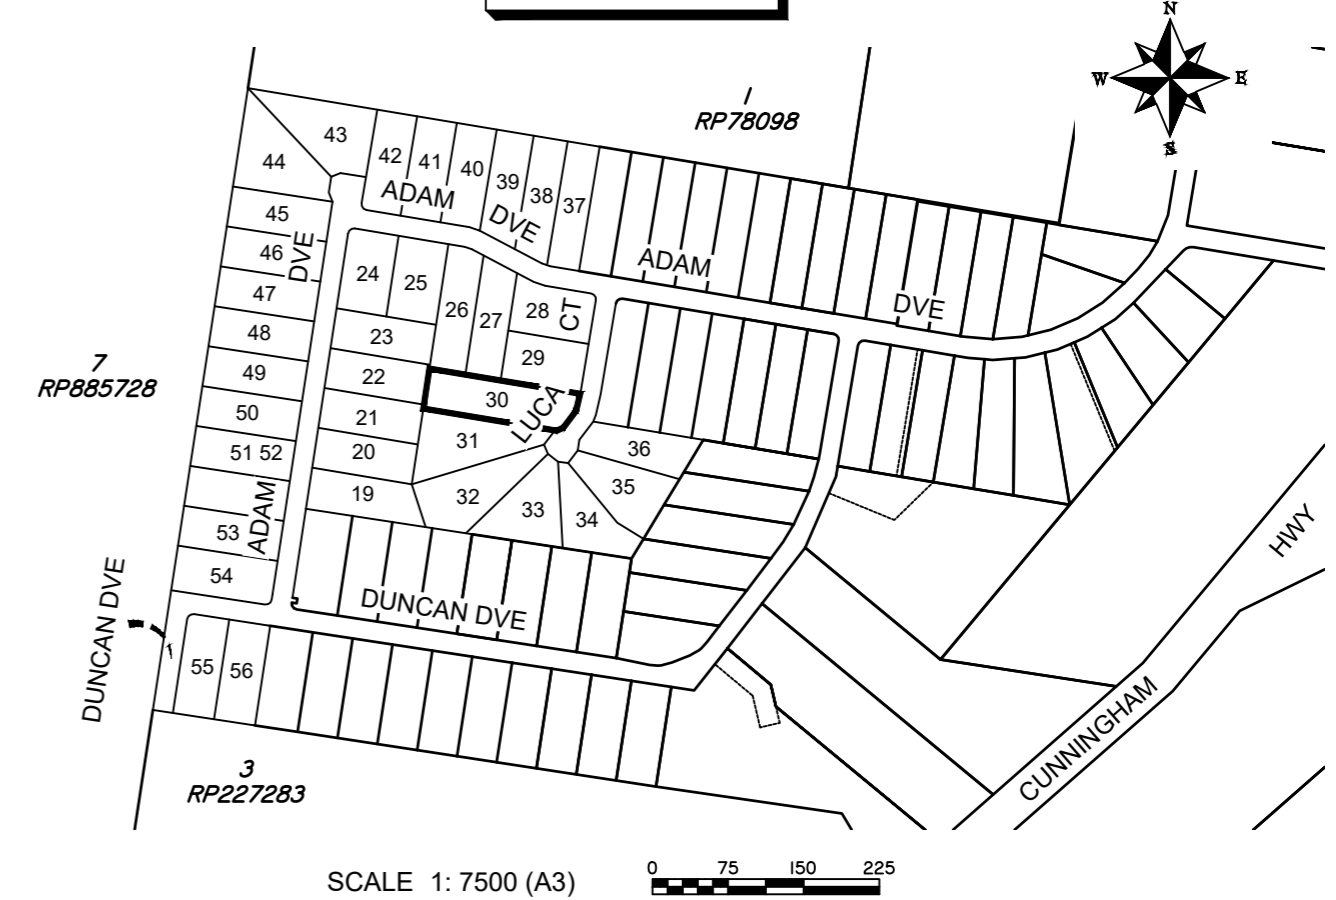 N
W E
S
1
RP78098
43
42 41 40 39 38 37
44
ADAM
DVE
45
46
DVE
ADAM
47
24 25 26 27 28
CT
DVE
48
23
29
7
RP885728
49
22
30
LUCA
50
21
31
36
51 52
20
35
19
32 33 34
53
ADAM
54
HWY
DUNCAN DVE
DUNCAN DVE
55 56
CUNNINGHAM
3
RP227283
SCALE 1: 7500 (A3)
0 75 150 225